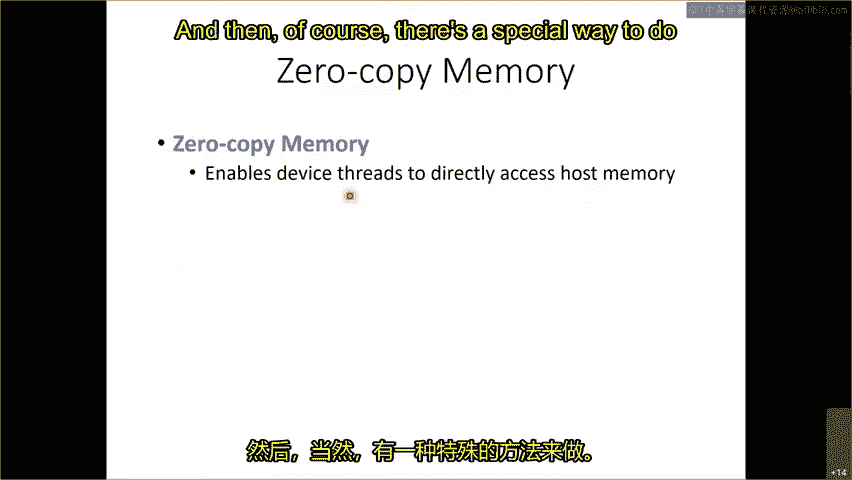 And then, of course, there's a special way to do
Zero-copy Memory
• Zero-copy Memory
• Enables device threads to directly access host memory
然后，当然，有一种特殊的方法来做。
+14